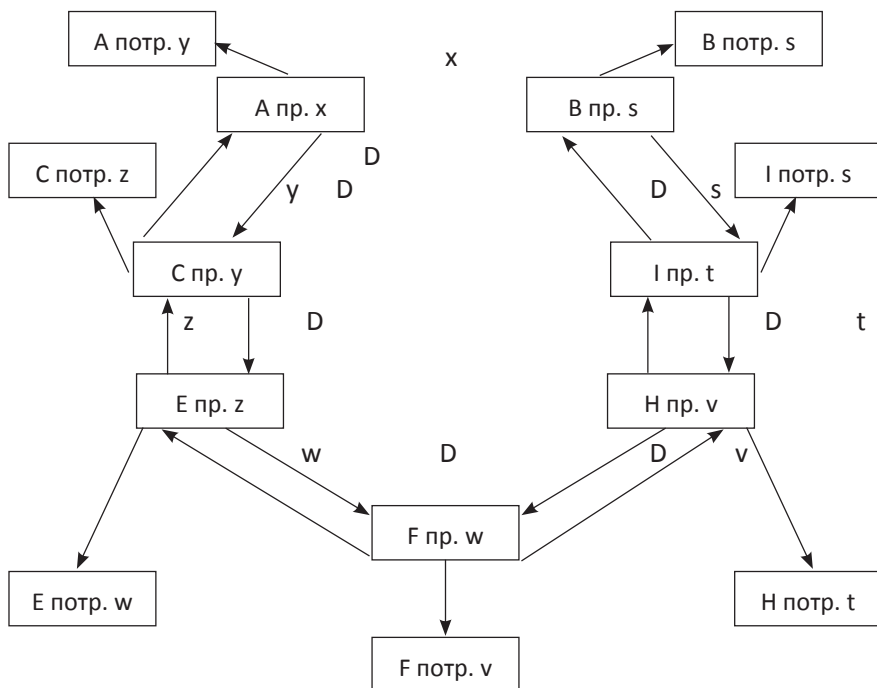 A потр. y
x
B потр. s
A пр. x
B пр. s
D
C потр. z
y
D
D
s
I потр. s
C пр. y
I пр. t
z
D
D
t
E пр. z
H пр. v
w
D
D
v
F пр. w
E потр. w
H потр. t
F потр. v